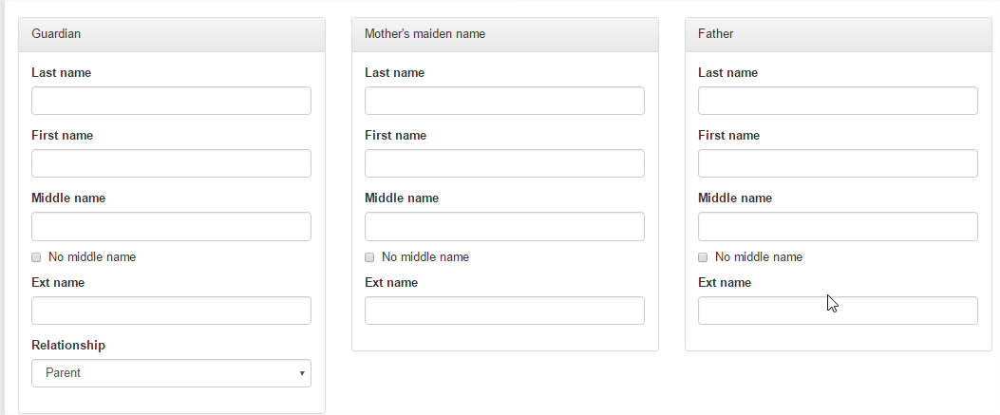 Guardian
Last name
First name
Middle name
No middle name
Ext name
Relationship
Parent
Mother's maiden name
Last name
First name
Middle name
No middle name
Ext name
Father
Last name
First name
Middle name
No middle name
Ext name